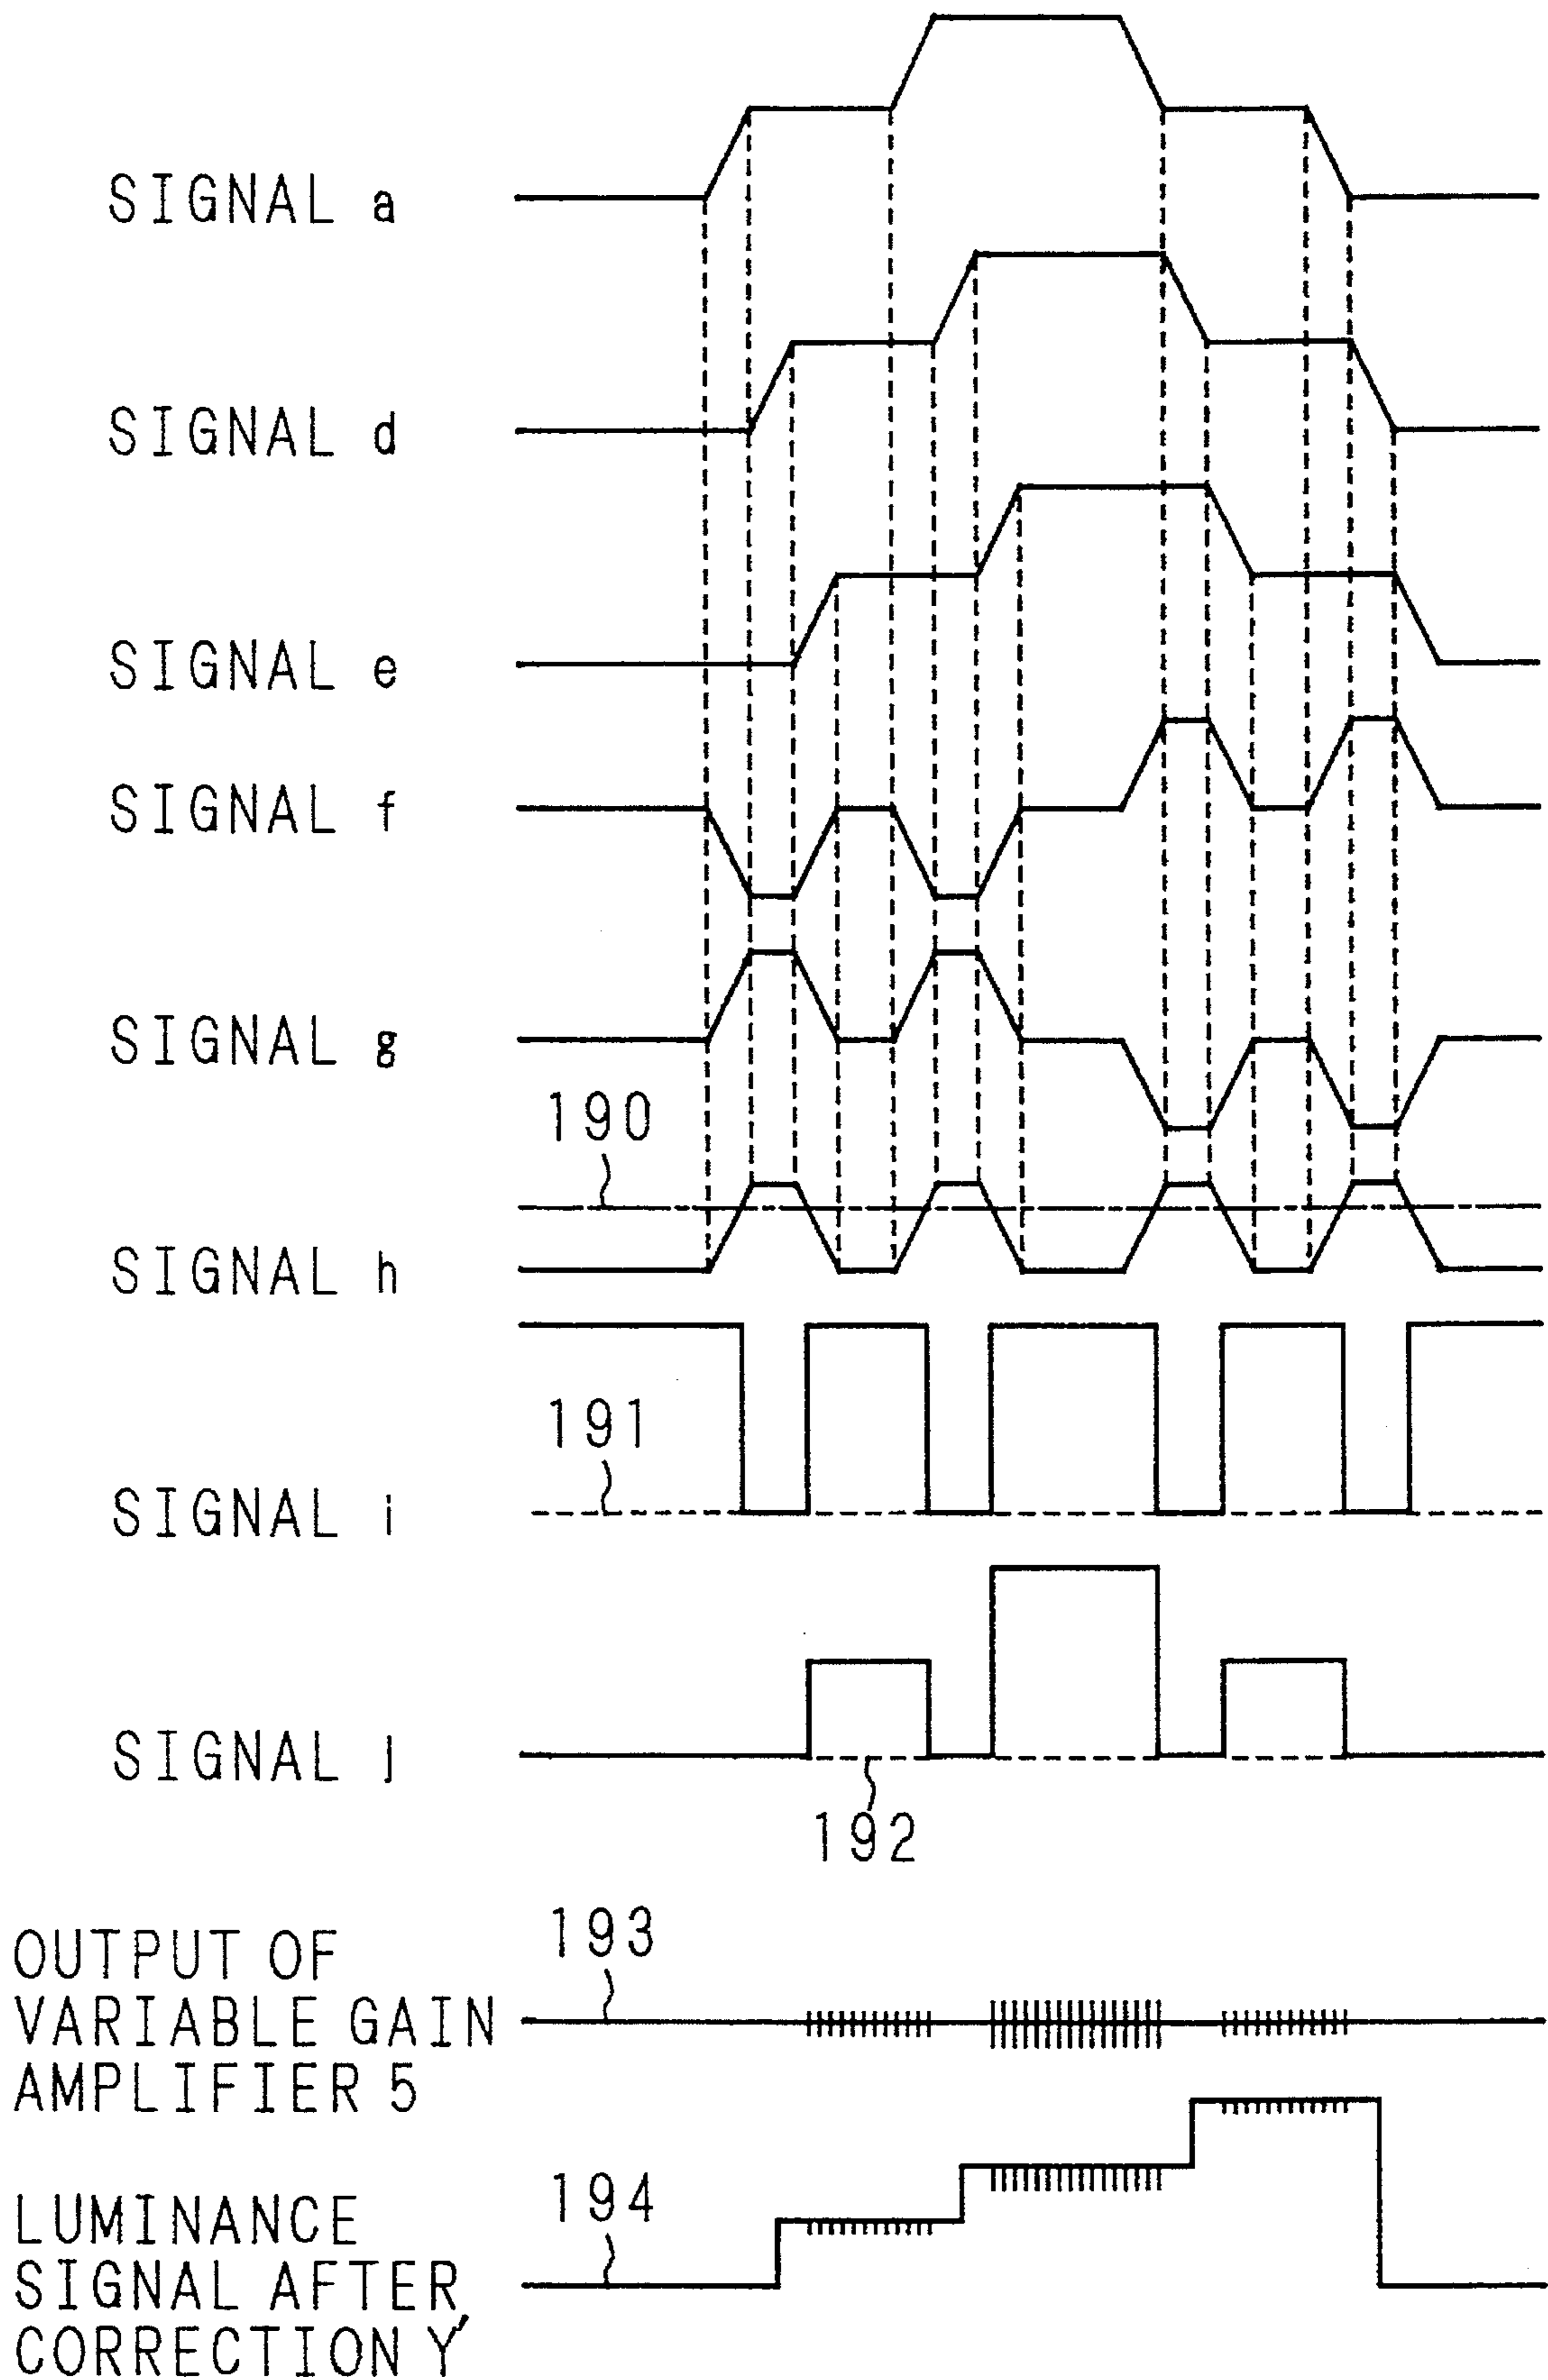 SIGNAL a
SIGNAL d
SIGNAL e
SIGNAL f
SIGNAL g
190
SIGNAL h
191
SIGNAL i
SIGNAL j
192
193
OUTPUT OF
VARIABLE GAIN
AMPLIFIER 5
194
LUMINANCE
SIGNAL AFTER
CORRECTION Y'